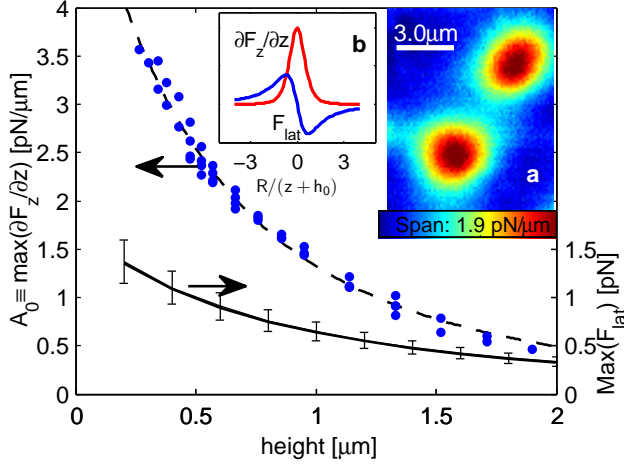 A₀≡ max(∂F_z/∂z) [pN/μm]
4
3.5
3
2.5
2
1.5
1
0.5
0
∂F_z/∂z
b
F_lat
−3
0
3
R/(z + h₀)
3.0μm
a
Span: 1.9 pN/μm
1.5
1
0.5
0
Max(F_lat) [pN]
0
0.5
1
1.5
2
height [μm]